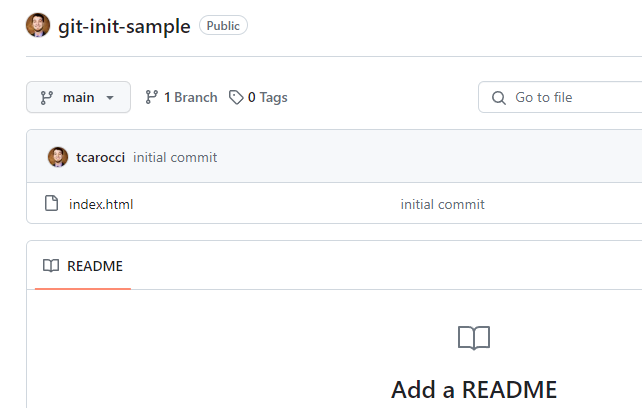 git-init-sample Public
main 1 Branch 0 Tags Go to file
tcarocci initial commit
index.html initial commit
README
Add a README